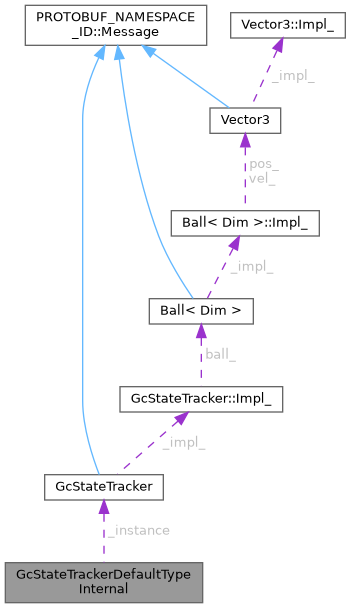 PROTOBUF_NAMESPACE
_ID::Message
Vector3::Impl_
_impl_
Vector3
pos_
vel_
Ball< Dim >::Impl_
_impl_
Ball< Dim >
ball_
GcStateTracker::Impl_
_impl_
GcStateTracker
_instance
GcStateTrackerDefaultType
Internal